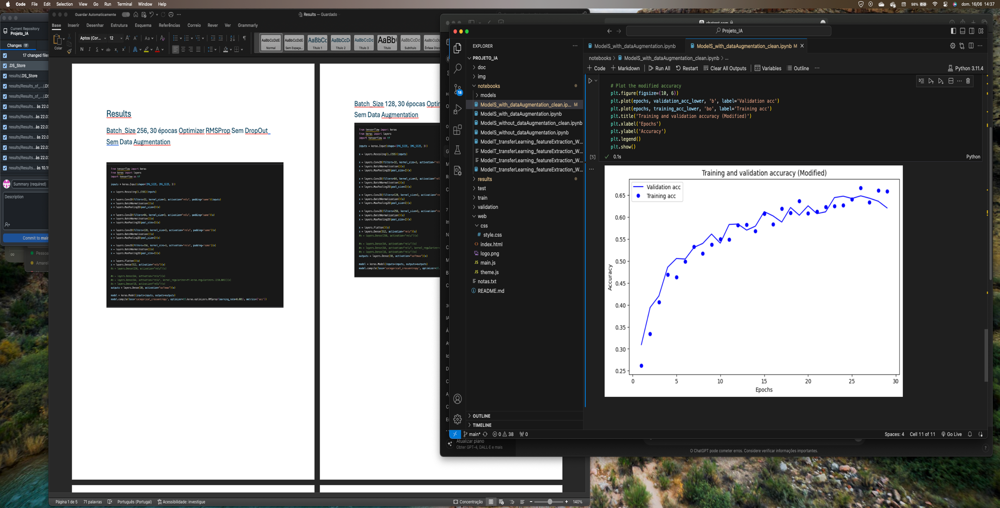 Code File Edit Selection View Go Run Terminal Window Help
98% dom. 16/06 14:37
Current Repository
Projeto_IA
Changes 17
17 changed files
.DS_Store
results/.DS_Store
results/Results_of_.../.DS
results/Results_of_.../.DS
results/Results... às 22.0
results/Results...às 22.0
results/Results...às 22.0
results/Results... às 22.0
results/Results...às 22.0
results/Results...às 22.0
results/Results... às 10.1
Summary (required)
Description
Commit to main
00
Pessoa
Amarel
Guardar Automaticamente
Results — Guardado
Base Inserir Desenhar Estrutura Esquema Referências Correio Rever Ver Grammarly
Colar
Aptos (Cor... 12
N I S ab x x
AaBbCcDdE Normal
AaBbCcDdE Sem Espaça...
AaBbCc Título 1
AaBbCcD Título 2
AaBbCcDd Título 3
AaBb Título
AaBbCcDd Subtítulo
AaBbCcDd Ênfase Disc
Results
Batch_Size 256, 30 épocas Optimizer RMSProp Sem DropOut_
Sem Data Augmentation
from tensorflow import keras
from keras import layers
import tensorflow as tf
inputs = keras.Input(shape=(IMG_SIZE, IMG_SIZE, 3))
x = layers.Rescaling(1./255)(inputs)
x = layers.Conv2D(filters=32, kernel_size=3, activation="relu", padding='same')(inputs)
x = layers.BatchNormalization()(x)
x = layers.MaxPooling2D(pool_size=2)(x)
x = layers.Conv2D(filters=64, kernel_size=3, activation="relu", padding='same')(x)
x = layers.BatchNormalization()(x)
x = layers.MaxPooling2D(pool_size=2)(x)
x = layers.Conv2D(filters=128, kernel_size=3, activation="relu", padding='same')(x)
x = layers.BatchNormalization()(x)
x = layers.MaxPooling2D(pool_size=2)(x)
x = layers.Conv2D(filters=256, kernel_size=3, activation="relu", padding='same')(x)
x = layers.BatchNormalization()(x)
x = layers.MaxPooling2D(pool_size=2)(x)
x = layers.Flatten()(x)
x = layers.Dense(512, activation="relu")(x)
#x = layers.Dense(256, activation="relu")(x)
#x = layers.Dense(64, activation="relu")(x)
#x = layers.Dense(64, activation="relu", kernel_regularizer=tf.keras.regularizers.l2(0.001))(x)
#x = layers.Dense(16, activation="relu")(x)
outputs = layers.Dense(10, activation="softmax")(x)
model = keras.Model(inputs=inputs, outputs=outputs)
model.compile(loss='categorical_crossentropy', optimizer=tf.keras.optimizers.RMSprop(learning_rate=0.001), metrics=['acc'])
Batch_Size 128, 30 épocas Optim
Sem Data Augmentation
from tensorflow import keras
from keras import layers
import tensorflow as tf
inputs = keras.Input(shape=(IMG_SIZE, IMG_SIZE, 3))
x = layers.Rescaling(1./255)(inputs)
x = layers.Conv2D(filters=32, kernel_size=3, activation="rel
x = layers.BatchNormalization()(x)
x = layers.MaxPooling2D(pool_size=2)(x)
x = layers.Conv2D(filters=64, kernel_size=3, activation="rel
x = layers.BatchNormalization()(x)
x = layers.MaxPooling2D(pool_size=2)(x)
x = layers.Conv2D(filters=128, kernel_size=3, activation="re
x = layers.BatchNormalization()(x)
x = layers.MaxPooling2D(pool_size=2)(x)
x = layers.Conv2D(filters=256, kernel_size=3, activation="re
x = layers.BatchNormalization()(x)
x = layers.MaxPooling2D(pool_size=2)(x)
x = layers.Flatten()(x)
x = layers.Dense(512, activation="relu")(x)
#x = layers.Dense(256, activation="relu")(x)
#x = layers.Dense(64, activation="relu")(x)
#x = layers.Dense(64, activation="relu", kernel_regularizer=
#x = layers.Dense(16, activation="relu")(x)
outputs = layers.Dense(10, activation="softmax")(x)
model = keras.Model(inputs=inputs, outputs=outputs)
model.compile(loss='categorical_crossentropy', optimizer=tf.
Página 1 de 5 71 palavras Português (Portugal) Acessibilidade: investigue
Concentração 140%
chatgpt.com
Projeto_IA
EXPLORER
PROJETO_IA
doc
img
notebooks
models
ModelS_with_dataAugmentation_clean.ip... M
ModelS_with_dataAugmentation.ipynb
ModelS_without_dataAugmentation_clean.ipynb
ModelS_without_dataAugmentation.ipynb
ModelT_transferLearning_featureExtraction_W...
ModelT_transferLearning_featureExtraction_W...
ModelT_transferLearning_featureExtraction_W...
ModelT_transferLearning_featureExtraction_W...
results
test
train
validation
web
css
# style.css
index.html
logo.png
JS main.js
JS theme.js
notas.txt
README.md
OUTLINE
TIMELINE
18
ModelS_with_dataAugmentation.ipynb
ModelS_with_dataAugmentation_clean.ipynb M
notebooks > ModelS_with_dataAugmentation_clean.ipynb > ...
+ Code + Markdown Run All Restart Clear All Outputs Variables Outline ...
Python 3.11.4
# Plot the modified accuracy
plt.figure(figsize=(10, 6))
plt.plot(epochs, validation_acc_lower, 'b', label='Validation acc')
plt.plot(epochs, training_acc_lower, 'bo', label='Training acc')
plt.title('Training and validation accuracy (Modified)')
plt.xlabel('Epochs')
plt.ylabel('Accuracy')
plt.legend()
plt.show()
[5] 0.1s Python
Training and validation accuracy (Modified)
Validation acc
Training acc
0.65
0.60
0.55
0.50
0.45
0.40
0.35
0.30
0.25
Accuracy
0 5 10 15 20 25 30
Epochs
main* 0 38 0
Spaces: 4 Cell 11 of 11 Go Live
Atualizar plano
Obter GPT-4, DALL·E e mais
O ChatGPT pode cometer erros. Considere verificar informações importantes.
?